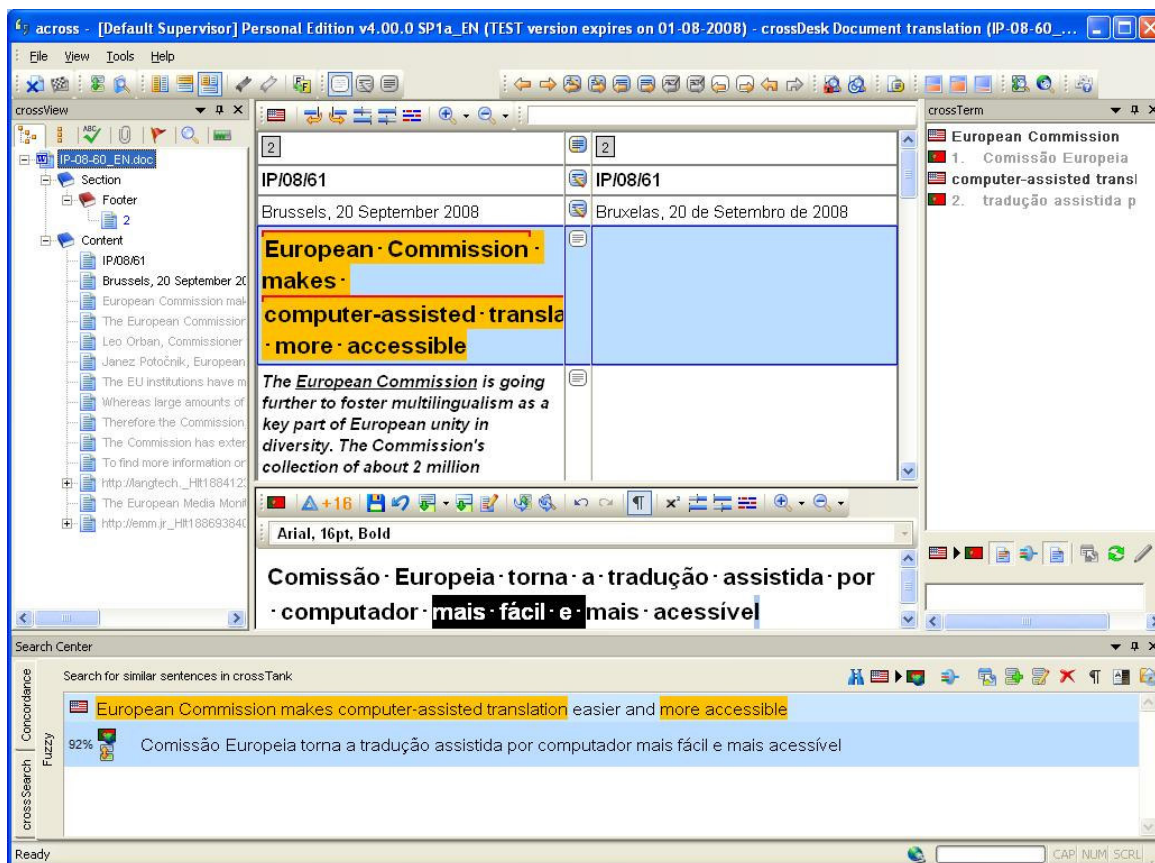 across - [Default Supervisor] Personal Edition v4.00.0 SP1a_EN (TEST version expires on 01-08-2008) - crossDesk Document translation (IP-08-60_...
File View Tools Help
crossView
ABC
IP-08-60_EN.doc
Section
Footer
2
Content
IP/08/61
Brussels, 20 September 20
European Commission mak
The European Commission
Leo Orban, Commissioner
Janez Potočnik, European
The EU institutions have m
Whereas large amounts of
Therefore the Commission
The Commission has exter
To find more information or
http://langtech._Hlt188412
The European Media Moni
http://emm.jr_Hlt188693840
2 2
IP/08/61 IP/08/61
Brussels, 20 September 2008 Bruxelas, 20 de Setembro de 2008
European · Commission ·
makes ·
computer-assisted · transla
· more · accessible
The European Commission is going
further to foster multilingualism as a
key part of European unity in
diversity. The Commission's
collection of about 2 million
+16 ¶ x²
Arial, 16pt, Bold
Comissão · Europeia · torna · a · tradução · assistida · por
· computador · mais · fácil · e · mais · acessível
crossTerm
European Commission
1. Comissão Europeia
computer-assisted transl
2. tradução assistida p
Search Center
Concordance
crossSearch
Fuzzy
Search for similar sentences in crossTank
¶
European Commission makes computer-assisted translation easier and more accessible
92% Comissão Europeia torna a tradução assistida por computador mais fácil e mais acessível
Ready
CAP NUM SCRL